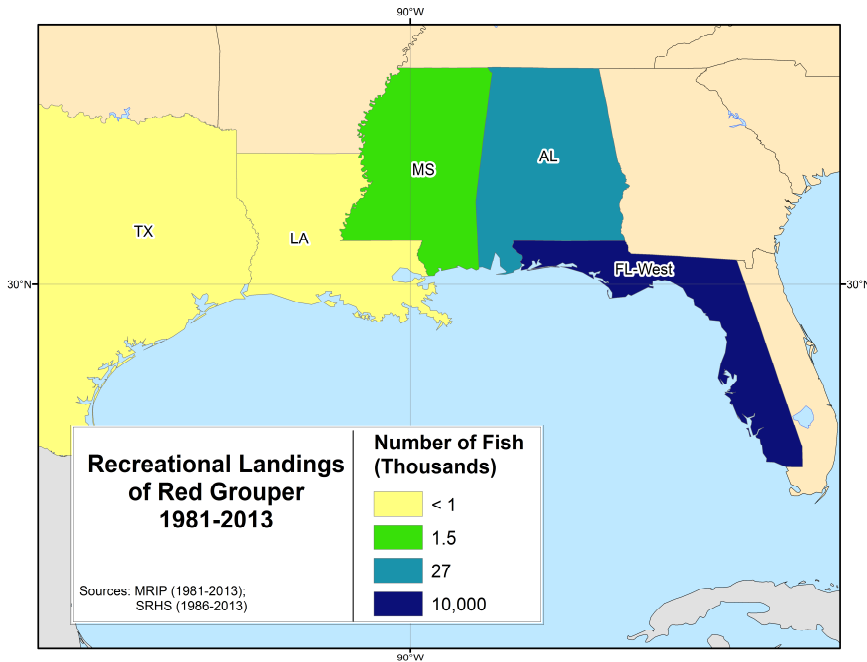 90°W
MS
AL
TX
LA
FL-West
30°N
30°N
Recreational Landings
of Red Grouper
1981-2013
Sources: MRIP (1981-2013);
SRHS (1986-2013)
Number of Fish
(Thousands)
< 1
1.5
27
10,000
90°W